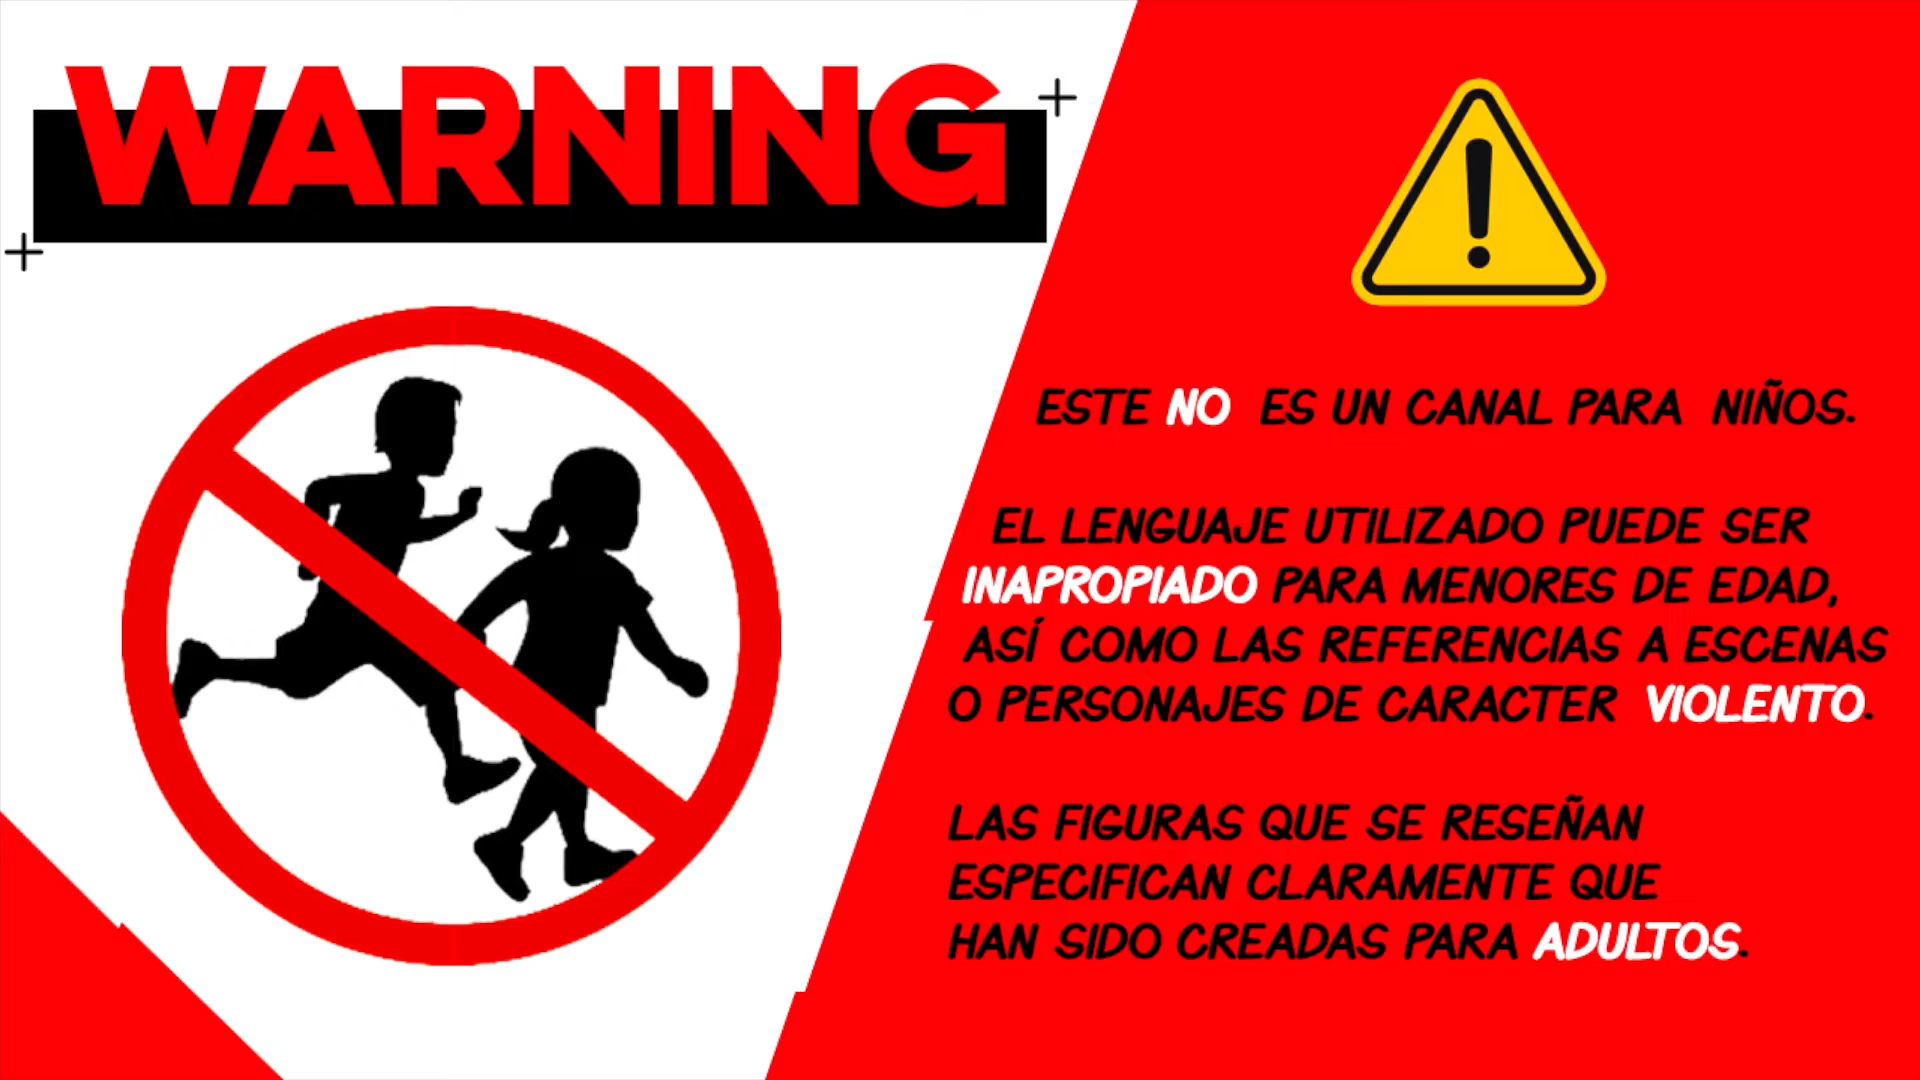 WARNING
ESTE NO ES UN CANAL PARA NIÑOS.
EL LENGUAJE UTILIZADO PUEDE SER
INAPROPIADO PARA MENORES DE EDAD,
ASÍ COMO LAS REFERENCIAS A ESCENAS
O PERSONAJES DE CARACTER VIOLENTO.
LAS FIGURAS QUE SE RESEÑAN
ESPECIFICAN CLARAMENTE QUE
HAN SIDO CREADAS PARA ADULTOS.